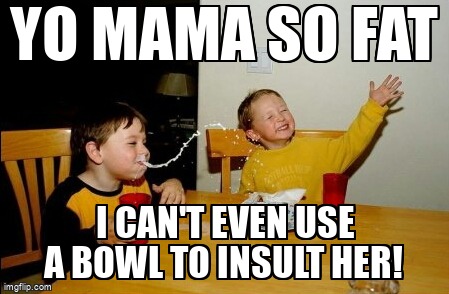 YO MAMA SO FAT
I CAN'T EVEN USE
A BOWL TO INSULT HER!
imgflip.com